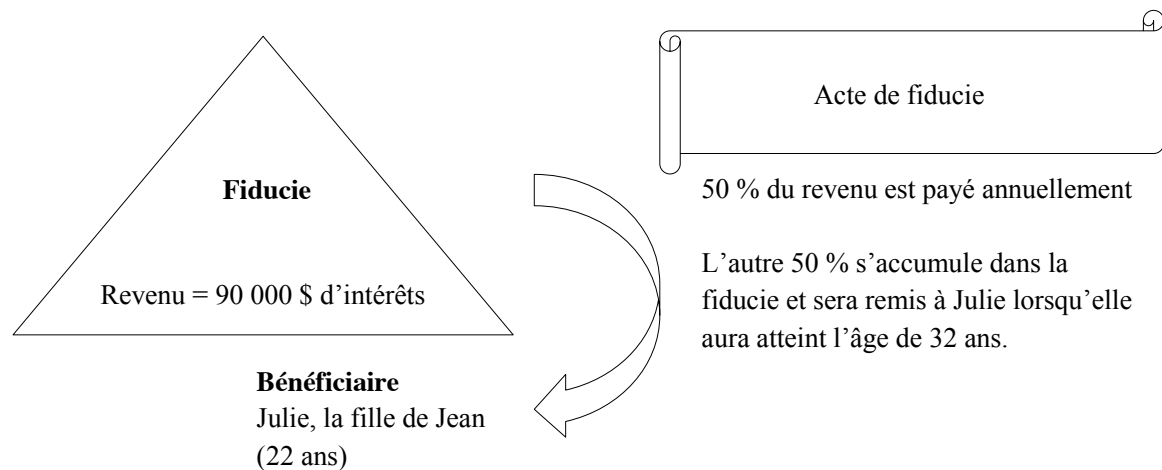 Acte de fiducie
Fiducie
Revenu = 90 000 $ d’intérêts
50 % du revenu est payé annuellement
L’autre 50 % s’accumule dans la
fiducie et sera remis à Julie lorsqu’elle
aura atteint l’âge de 32 ans.
Bénéficiaire
Julie, la fille de Jean
(22 ans)